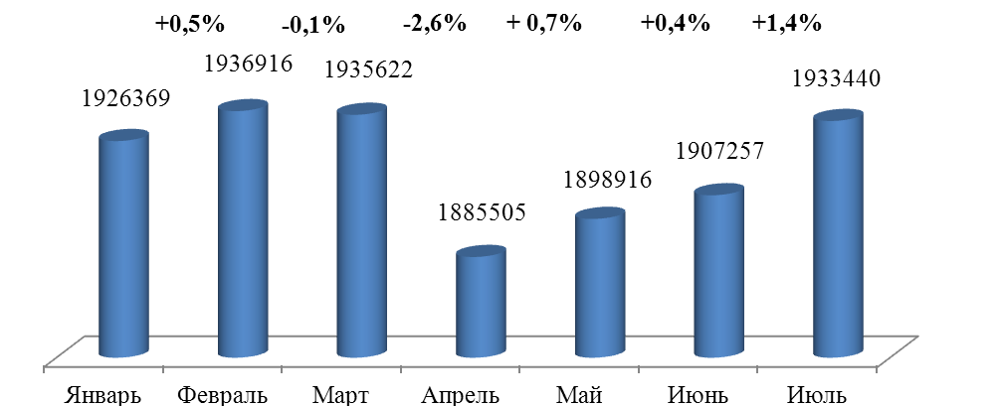 +0,5% -0,1% -2,6% + 0,7% +0,4% +1,4%
1926369 1936916 1935622 1885505 1898916 1907257 1933440
Январь Февраль Март Апрель Май Июнь Июль